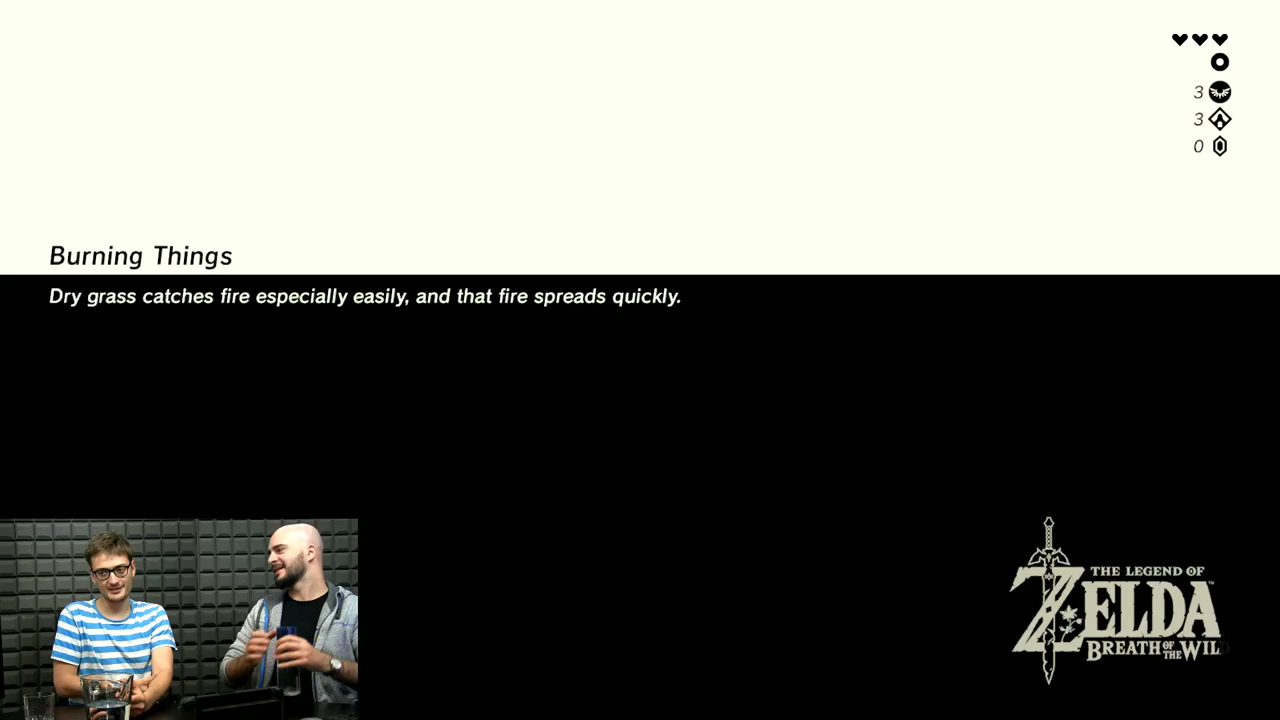 3
3
0
Burning Things
Dry grass catches fire especially easily, and that fire spreads quickly.
THE LEGEND OF
ZELDA™
BREATH OF THE WILD